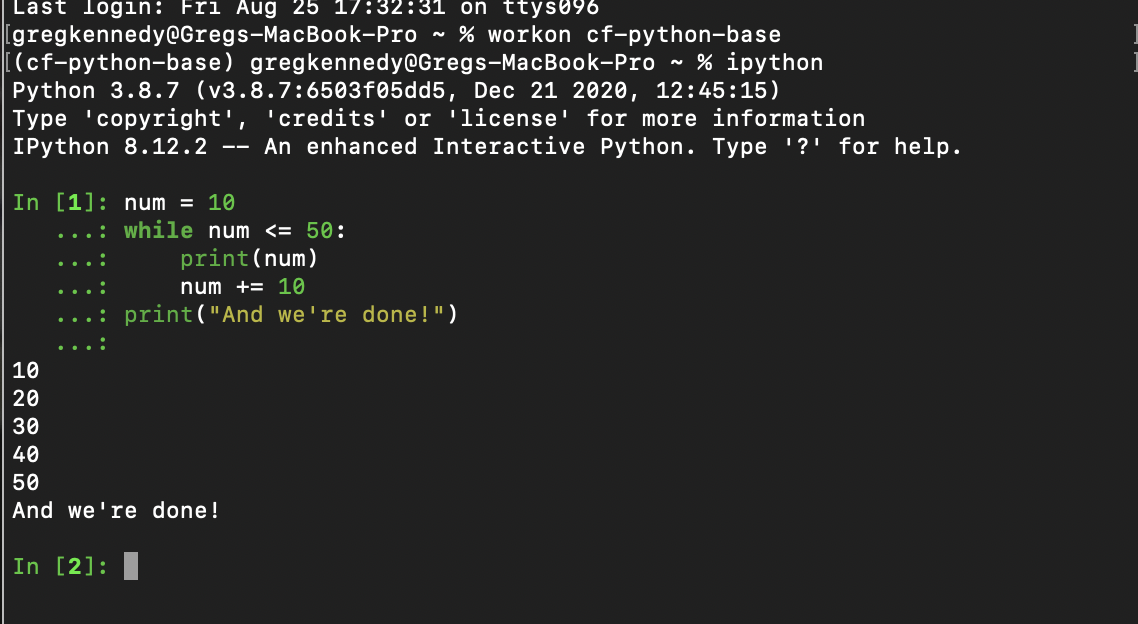 Last login: Fri Aug 25 17:32:31 on ttys096
[gregkennedy@Gregs-MacBook-Pro ~ % workon cf-python-base ]
[(cf-python-base) gregkennedy@Gregs-MacBook-Pro ~ % ipython ]
Python 3.8.7 (v3.8.7:6503f05dd5, Dec 21 2020, 12:45:15)
Type 'copyright', 'credits' or 'license' for more information
IPython 8.12.2 -- An enhanced Interactive Python. Type '?' for help.

In [1]: num = 10
   ...: while num <= 50:
   ...:     print(num)
   ...:     num += 10
   ...: print("And we're done!")
   ...:
10
20
30
40
50
And we're done!

In [2]: